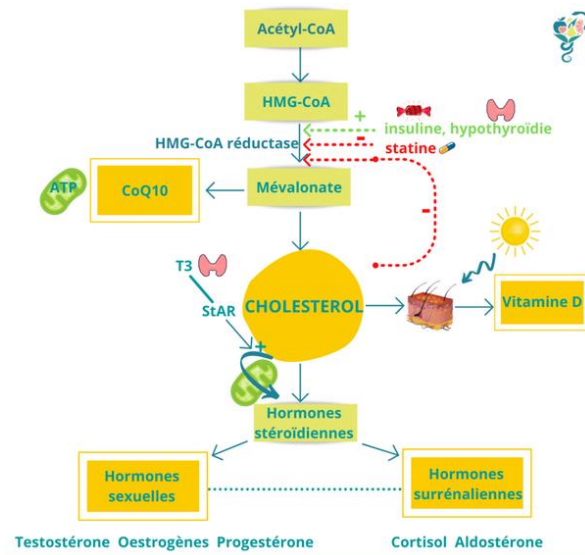 Acétyl-CoA
HMG-CoA
+
insuline, hypothyroïdie
-
HMG-CoA réductase
statine
ATP
CoQ10
Mévalonate
-
T3
StAR
CHOLESTEROL
Vitamine D
+
Hormones
stéroïdiennes
Hormones
sexuelles
Hormones
surrénaliennes
Testostérone Oestrogènes Progestérone
Cortisol Aldostérone